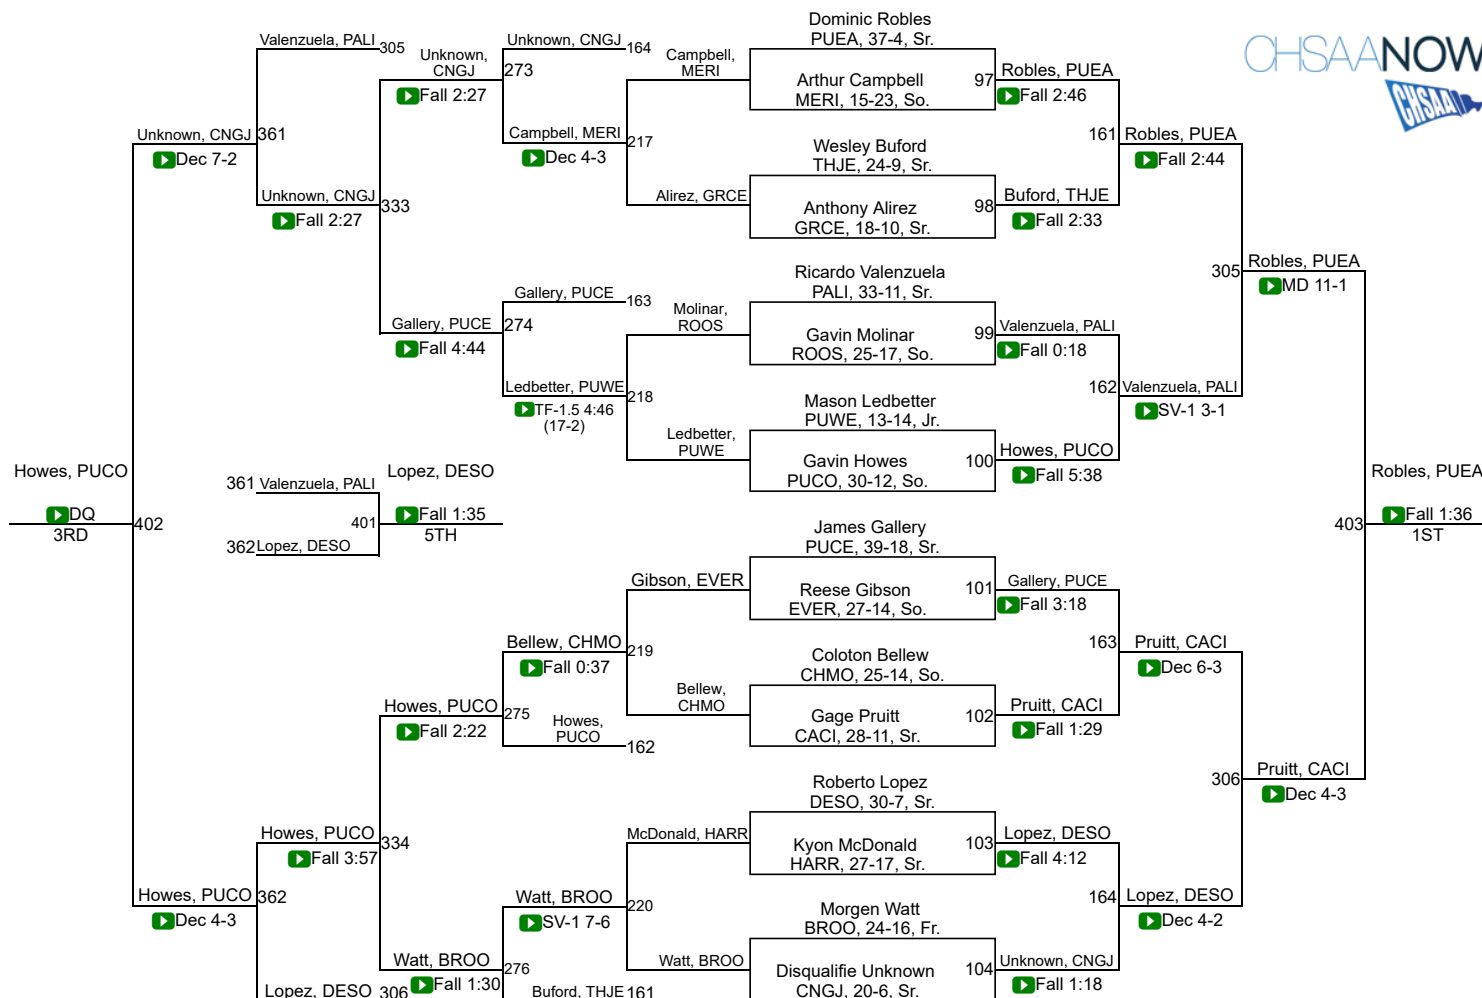 CHSAANOW
CHSAA
Dominic Robles
PUEA, 37-4, Sr.
Arthur Campbell
MERI, 15-23, So.
97
Wesley Buford
THJE, 24-9, Sr.
Anthony Alirez
GRCE, 18-10, Sr.
98
Ricardo Valenzuela
PALI, 33-11, Sr.
Gavin Molinar
ROOS, 25-17, So.
99
Mason Ledbetter
PUWE, 13-14, Jr.
Gavin Howes
PUCO, 30-12, So.
100
James Gallery
PUCE, 39-18, Sr.
Reese Gibson
EVER, 27-14, So.
101
Coloton Bellew
CHMO, 25-14, So.
Gage Pruitt
CACI, 28-11, Sr.
102
Roberto Lopez
DESO, 30-7, Sr.
Kyon McDonald
HARR, 27-17, Sr.
103
Morgen Watt
BROO, 24-16, Fr.
Disqualifie Unknown
CNGJ, 20-6, Sr.
104
Robles, PUEA
Fall 2:46
161
Buford, THJE
Fall 2:33
Valenzuela, PALI
Fall 0:18
162
Howes, PUCO
Fall 5:38
Gallery, PUCE
Fall 3:18
163
Pruitt, CACI
Fall 1:29
Lopez, DESO
Fall 4:12
164
Unknown, CNGJ
Fall 1:18
Robles, PUEA
Fall 2:44
305
Valenzuela, PALI
SV-1 3-1
Pruitt, CACI
Dec 6-3
306
Lopez, DESO
Dec 4-2
Robles, PUEA
MD 11-1
403
Pruitt, CACI
Dec 4-3
Robles, PUEA
Fall 1:36
1ST
Campbell,
MERI
217
Alirez, GRCE
Molinar,
ROOS
218
Ledbetter,
PUWE
Gibson, EVER
219
Bellew,
CHMO
McDonald, HARR
220
Watt, BROO
Unknown, CNGJ
164
273
Campbell, MERI
Dec 4-3
Gallery, PUCE
163
274
Ledbetter, PUWE
TF-1.5 4:46
(17-2)
Bellew, CHMO
Fall 0:37
275
Howes,
PUCO
162
Watt, BROO
SV-1 7-6
276
Buford, THJE
161
Unknown,
CNGJ
Fall 2:27
333
Gallery, PUCE
Fall 4:44
Howes, PUCO
Fall 2:22
334
Watt, BROO
Fall 1:30
Valenzuela, PALI
305
361
Unknown, CNGJ
Fall 2:27
Howes, PUCO
Fall 3:57
362
Lopez, DESO
306
Unknown, CNGJ
Dec 7-2
402
Howes, PUCO
Dec 4-3
Howes, PUCO
DQ
3RD
361
Valenzuela, PALI
401
362
Lopez, DESO
Lopez, DESO
Fall 1:35
5TH